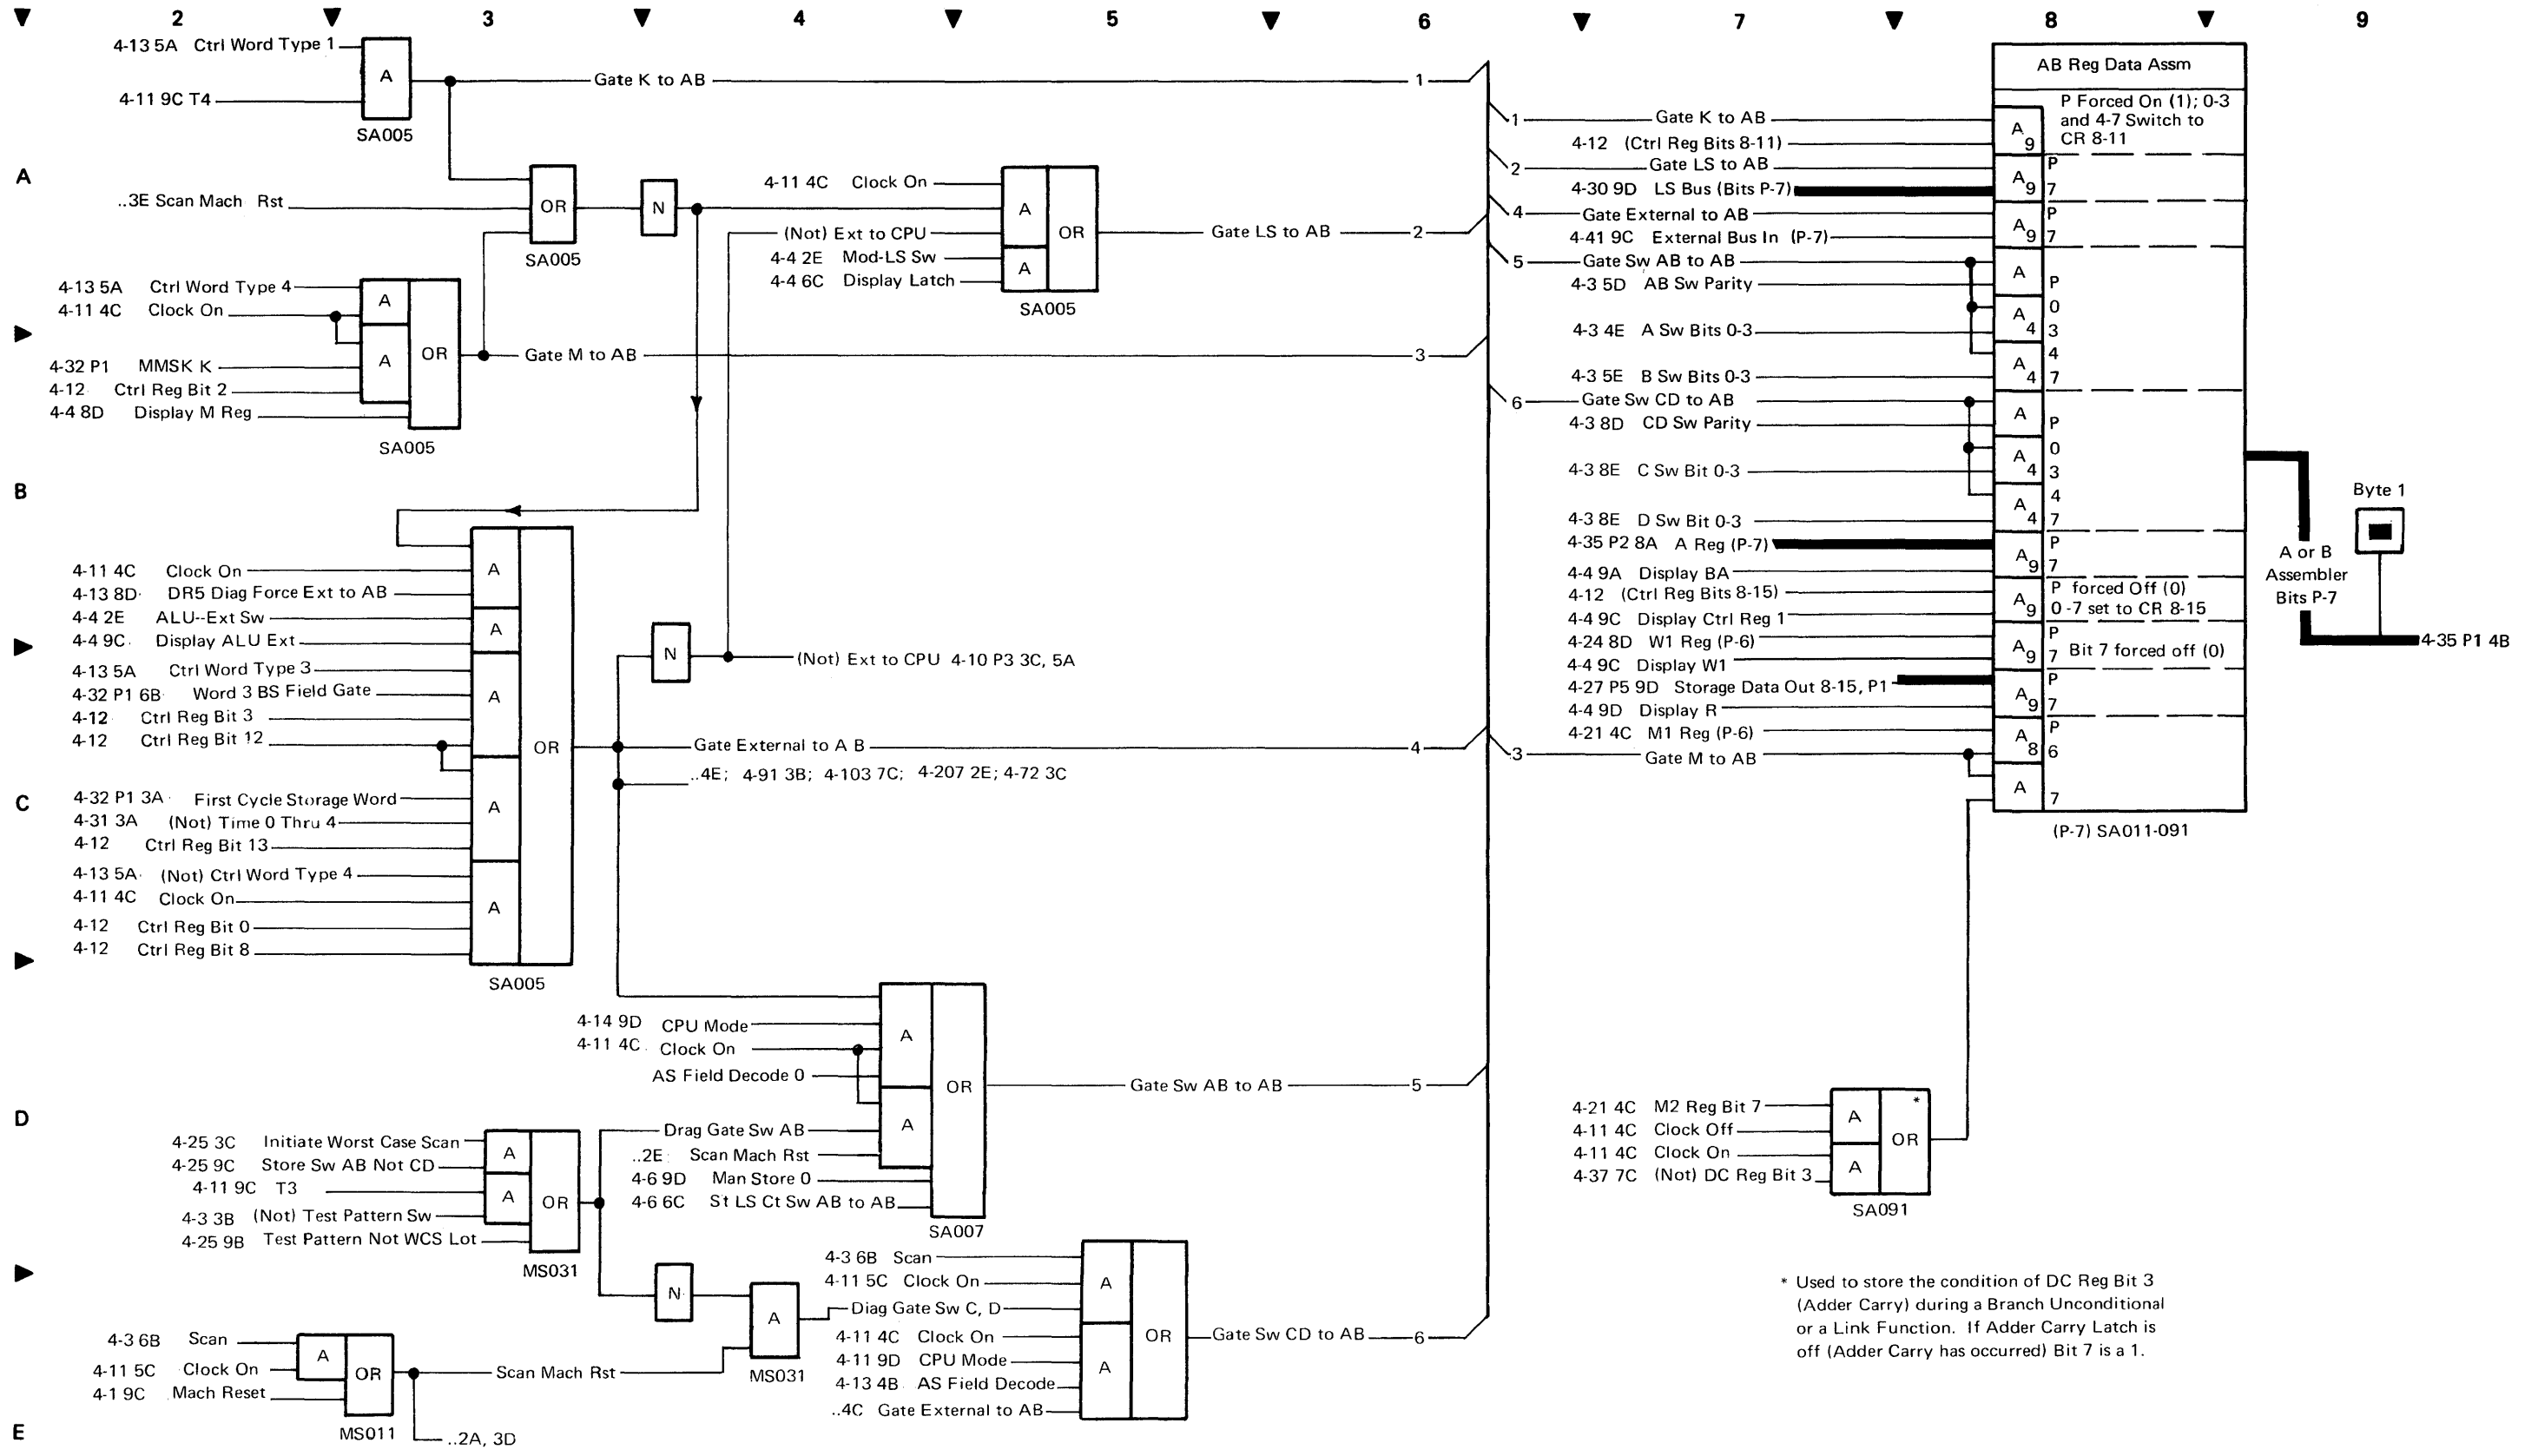 2 3 4 5 6 7 8 9
A
B
C
D
E
4-13 5A Ctrl Word Type 1
4-11 9C T4
A
SA005
Gate K to AB
1
..3E Scan Mach Rst
OR
SA005
N
4-11 4C Clock On
(Not) Ext to CPU
4-4 2E Mod-LS Sw
4-4 6C Display Latch
A
A
OR
SA005
Gate LS to AB
2
4-13 5A Ctrl Word Type 4
4-11 4C Clock On
4-32 P1 MMSK K
4-12 Ctrl Reg Bit 2
4-4 8D Display M Reg
A
A
OR
SA005
Gate M to AB
3
4-11 4C Clock On
4-13 8D DR5 Diag Force Ext to AB
4-4 2E ALU--Ext Sw
4-4 9C Display ALU Ext
4-13 5A Ctrl Word Type 3
4-32 P1 6B Word 3 BS Field Gate
4-12 Ctrl Reg Bit 3
4-12 Ctrl Reg Bit 12
4-32 P1 3A First Cycle Storage Word
4-31 3A (Not) Time 0 Thru 4
4-12 Ctrl Reg Bit 13
4-13 5A (Not) Ctrl Word Type 4
4-11 4C Clock On
4-12 Ctrl Reg Bit 0
4-12 Ctrl Reg Bit 8
A
A
A
A
A
OR
SA005
N
(Not) Ext to CPU 4-10 P3 3C, 5A
Gate External to A B
4
..4E; 4-91 3B; 4-103 7C; 4-207 2E; 4-72 3C
4-14 9D CPU Mode
4-11 4C Clock On
AS Field Decode 0
Drag Gate Sw AB
..2E Scan Mach Rst
4-6 9D Man Store 0
4-6 6C St LS Ct Sw AB to AB
A
A
OR
SA007
Gate Sw AB to AB
5
4-25 3C Initiate Worst Case Scan
4-25 9C Store Sw AB Not CD
4-11 9C T3
4-3 3B (Not) Test Pattern Sw
4-25 9B Test Pattern Not WCS Lot
A
A
OR
MS031
N
A
MS031
4-3 6B Scan
4-11 5C Clock On
4-1 9C Mach Reset
A
OR
MS011
Scan Mach Rst
..2A, 3D
4-3 6B Scan
4-11 5C Clock On
Diag Gate Sw C, D
4-11 4C Clock On
4-11 9D CPU Mode
4-13 4B AS Field Decode
..4C Gate External to AB
A
A
OR
Gate Sw CD to AB
6
AB Reg Data Assm
1 Gate K to AB
4-12 (Ctrl Reg Bits 8-11)
A 9
P Forced On (1); 0-3
and 4-7 Switch to
CR 8-11
2 Gate LS to AB
4-30 9D LS Bus (Bits P-7)
A 9
P
7
4 Gate External to AB
4-41 9C External Bus In (P-7)
A 9
P
7
5 Gate Sw AB to AB
4-3 5D AB Sw Parity
A
P
4-3 4E A Sw Bits 0-3
A 4
0
3
4-3 5E B Sw Bits 0-3
A 4
4
7
6 Gate Sw CD to AB
4-3 8D CD Sw Parity
A
P
4-3 8E C Sw Bit 0-3
A 4
0
3
4-3 8E D Sw Bit 0-3
A 4
4
7
4-35 P2 8A A Reg (P-7)
4-4 9A Display BA
A 9
P
7
4-12 (Ctrl Reg Bits 8-15)
4-4 9C Display Ctrl Reg 1
A 9
P forced Off (0)
0-7 set to CR 8-15
4-24 8D W1 Reg (P-6)
4-4 9C Display W1
A 9
P
7 Bit 7 forced off (0)
4-27 P5 9D Storage Data Out 8-15, P1
4-4 9D Display R
A 9
P
7
4-21 4C M1 Reg (P-6)
3 Gate M to AB
A 8
P
6
A
7
(P-7) SA011-091
Byte 1
A or B
Assembler
Bits P-7
4-35 P1 4B
4-21 4C M2 Reg Bit 7
4-11 4C Clock Off
4-11 4C Clock On
4-37 7C (Not) DC Reg Bit 3
A
A
*
OR
SA091
* Used to store the condition of DC Reg Bit 3
(Adder Carry) during a Branch Unconditional
or a Link Function. If Adder Carry Latch is
off (Adder Carry has occurred) Bit 7 is a 1.